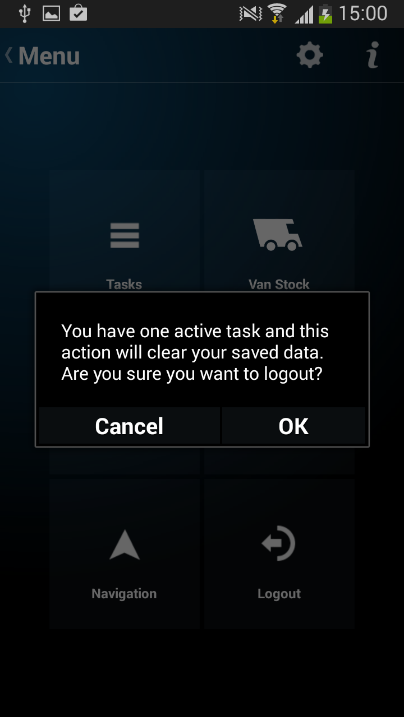 15:00
Menu
Tasks
Van Stock
You have one active task and this
action will clear your saved data.
Are you sure you want to logout?
Cancel
OK
Navigation
Logout